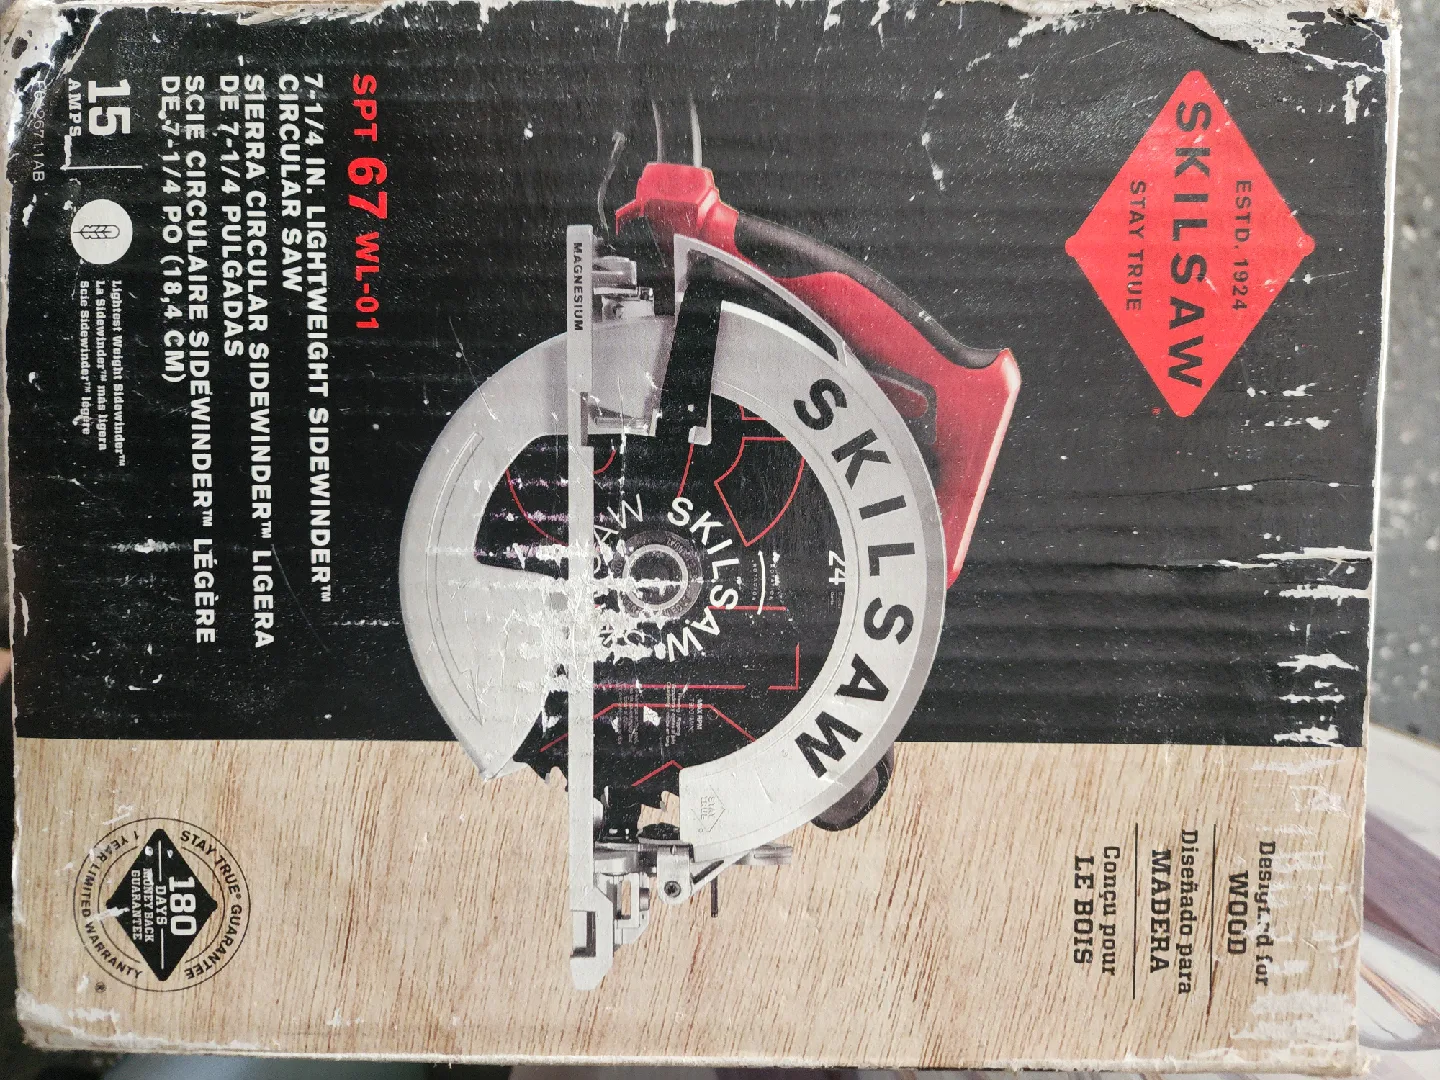 ESTD. 1924
SKILSAW
STAY TRUE
®
Designed for
WOOD
Diseñado para
MADERA
Conçu pour
LE BOIS
SKILSAW
24
SKILSAW
MAGNESIUM
SPT 67 WL-01
7-1/4 IN. LIGHTWEIGHT SIDEWINDER™
CIRCULAR SAW
SIERRA CIRCULAR SIDEWINDER™ LIGERA
DE 7-1/4 PULGADAS
SCIE CIRCULAIRE SIDEWINDER™ LÉGÈRE
DE 7-1/4 PO (18,4 CM)
15
AMPS
Lightest Weight Sidewinder™
La Sidewinder™ más ligera
Scie Sidewinder™ légère
STAY TRUE® GUARANTEE
180
DAYS
MONEY BACK
GUARANTEE
1 YEAR LIMITED WARRANTY
®